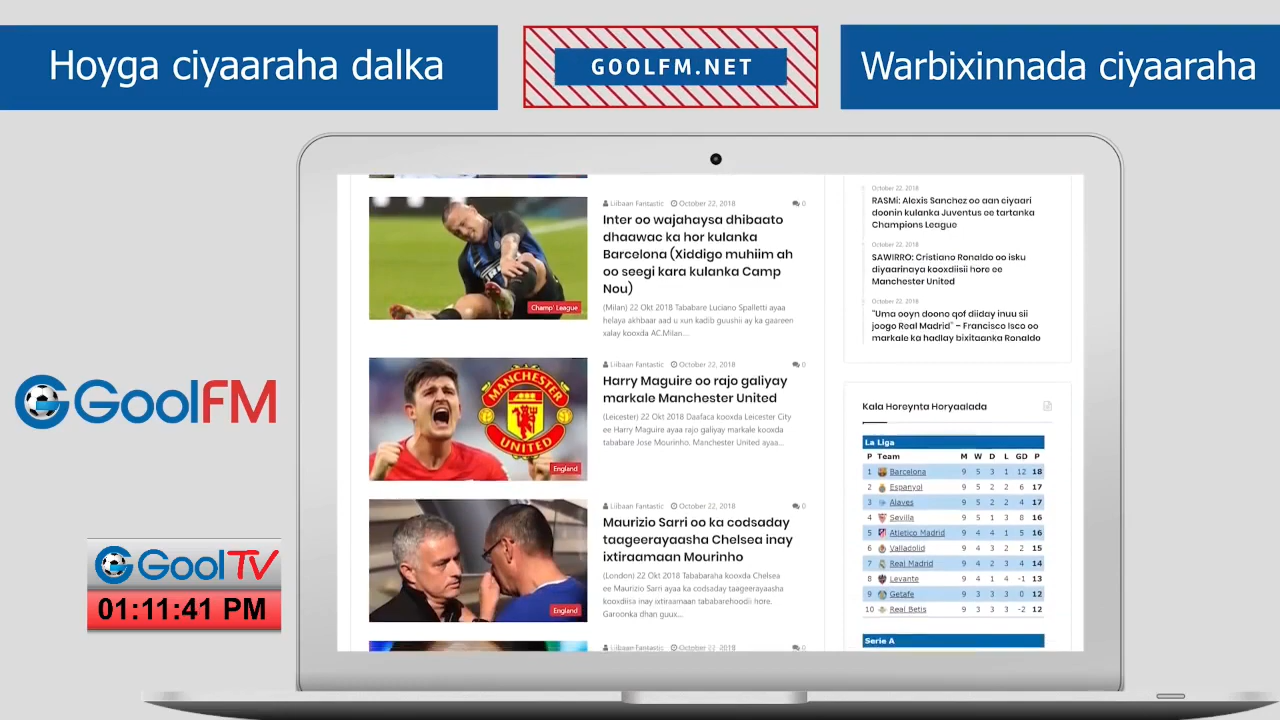 Hoyga ciyaaraha dalka
GOOLFM.NET
Warbixinnada ciyaaraha
Liibaan Fantastic October 22, 2018 0
Inter oo wajahaysa dhibaato
dhaawac ka hor kulanka
Barcelona (Xiddigo muhiim ah
oo seegi kara kulanka Camp
Nou)
(Milan) 22 Okt 2018 Tababare Luciano Spalletti ayaa
helaya akhbaar aad u xun kadib guushii ay ka gaareen
xalay kooxda AC.Milan...
Champ' League
Liibaan Fantastic October 22, 2018 0
Harry Maguire oo rajo galiyay
markale Manchester United
(Leicester) 22 Okt 2018 Daafaca kooxda Leicester City
ee Harry Maguire ayaa rajo galiyay markale kooxda
tababare Jose Mourinho. Manchester United ayaa...
MANCHESTER
UNITED
England
Liibaan Fantastic October 22, 2018 0
Maurizio Sarri oo ka codsaday
taageerayaasha Chelsea inay
ixtiraamaan Mourinho
(London) 22 Okt 2018 Tababaraha kooxda Chelsea
ee Maurizio Sarri ayaa ka codsaday taageerayaasha
kooxdiisa inay ixtiraamaan tababarehoodi hore.
Garoonka dhan guux...
England
Liibaan Fantastic October 22, 2018 0
October 22, 2018
RASMI: Alexis Sanchez oo aan ciyaari
doonin kulanka Juventus ee tartanka
Champions League
October 22, 2018
SAWIRRO: Cristiano Ronaldo oo isku
diyaarinaya kooxdiisii hore ee
Manchester United
October 22, 2018
"Uma ooyn doono qof diiday inuu sii
joogo Real Madrid" – Francisco Isco oo
markale ka hadlay bixitaanka Ronaldo
Kala Horeynta Horyaalada
La Liga
P Team M W D L GD P
1 Barcelona 9 5 3 1 12 18
2 Espanyol 9 5 2 2 6 17
3 Alaves 9 5 2 2 4 17
4 Sevilla 9 5 1 3 8 16
5 Atletico Madrid 9 4 4 1 5 16
6 Valladolid 9 4 3 2 2 15
7 Real Madrid 9 4 2 3 4 14
8 Levante 9 4 1 4 -1 13
9 Getafe 9 3 3 3 0 12
10 Real Betis 9 3 3 3 -2 12
Serie A
GoolFM
GoolTV
01:11:41 PM